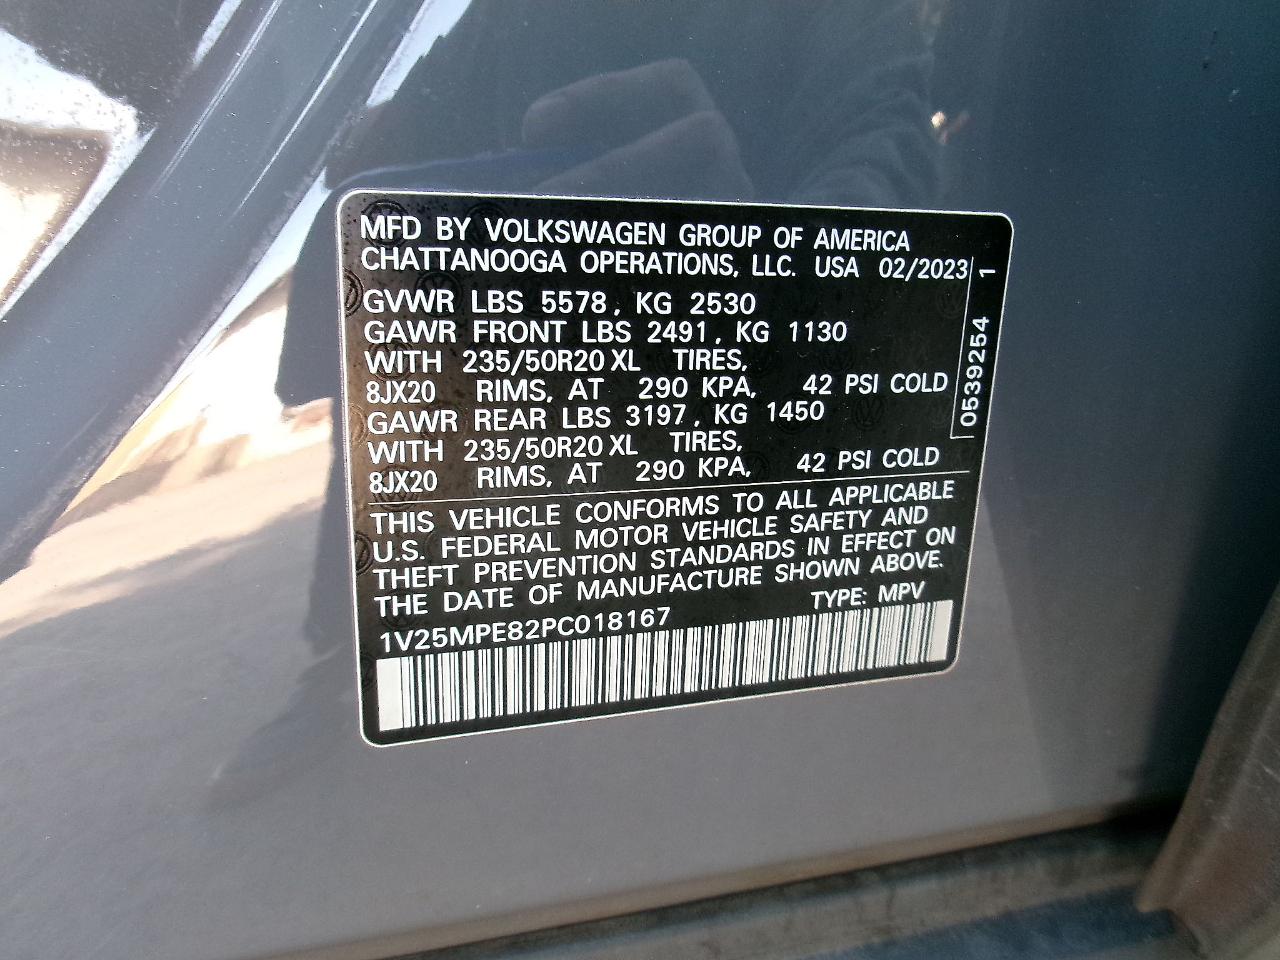 MFD BY VOLKSWAGEN GROUP OF AMERICA
CHATTANOOGA OPERATIONS, LLC. USA 02/2023
GVWR LBS 5578, KG 2530
GAWR FRONT LBS 2491, KG 1130
WITH 235/50R20 XL TIRES,
8JX20 RIMS, AT 290 KPA, 42 PSI COLD
GAWR REAR LBS 3197, KG 1450
WITH 235/50R20 XL TIRES,
8JX20 RIMS, AT 290 KPA, 42 PSI COLD
THIS VEHICLE CONFORMS TO ALL APPLICABLE
U.S. FEDERAL MOTOR VEHICLE SAFETY AND
THEFT PREVENTION STANDARDS IN EFFECT ON
THE DATE OF MANUFACTURE SHOWN ABOVE.
TYPE: MPV
1V25MPE82PC018167
0539254 1